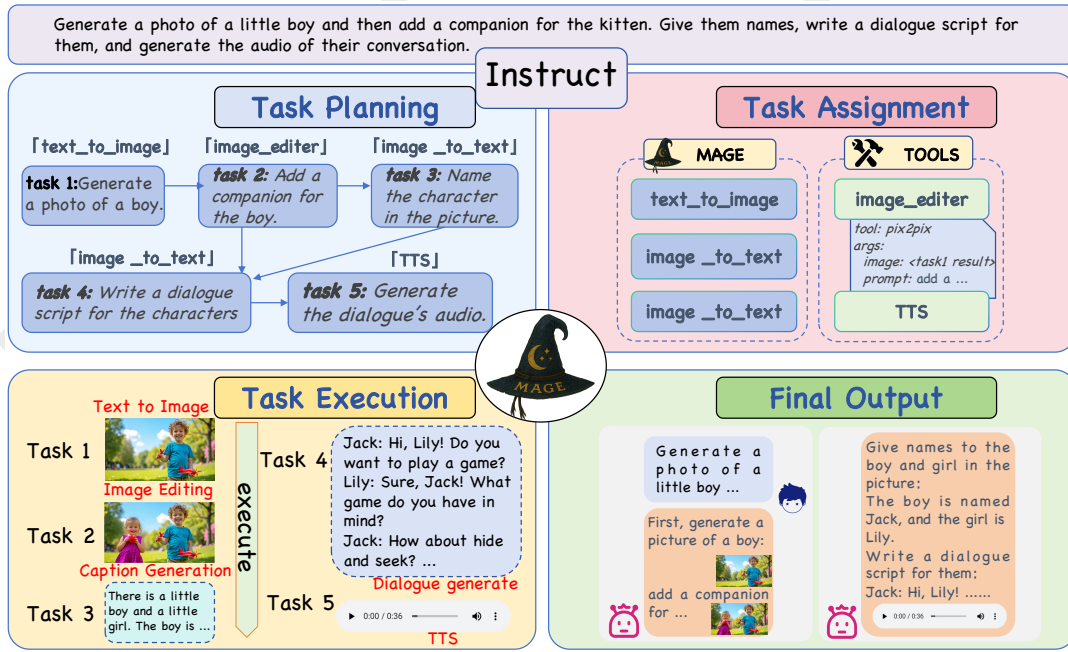 Generate a photo of a little boy and then add a companion for the kitten. Give them names, write a dialogue script for
them, and generate the audio of their conversation.
Instruct
Task Planning
「text_to_image」
「image_editer」
「image _to_text」
task 1:Generate
a photo of a boy.
task 2: Add a
companion for
the boy.
task 3: Name
the character
in the picture.
「image _to_text」
「TTS」
task 4: Write a dialogue
script for the characters
task 5: Generate
the dialogue's audio.
Task Assignment
MAGE
TOOLS
text_to_image
image _to_text
image _to_text
image_editer
tool: pix2pix
args:
image: <task1 result>
prompt: add a ...
TTS
MAGE
Task Execution
Text to Image
Task 1
Image Editing
Task 2
Caption Generation
Task 3
There is a little
boy and a little
girl. The boy is ...
execute
Task 4
Jack: Hi, Lily! Do you
want to play a game?
Lily: Sure, Jack! What
game do you have in
mind?
Jack: How about hide
and seek? ...
Dialogue generate
Task 5
0:00 / 0:36
TTS
Final Output
Generate a
photo of a
little boy ...
First, generate a
picture of a boy:
add a companion
for ...
Give names to the
boy and girl in the
picture:
The boy is named
Jack, and the girl is
Lily.
Write a dialogue
script for them:
Jack: Hi, Lily! ......
0:00 / 0:36